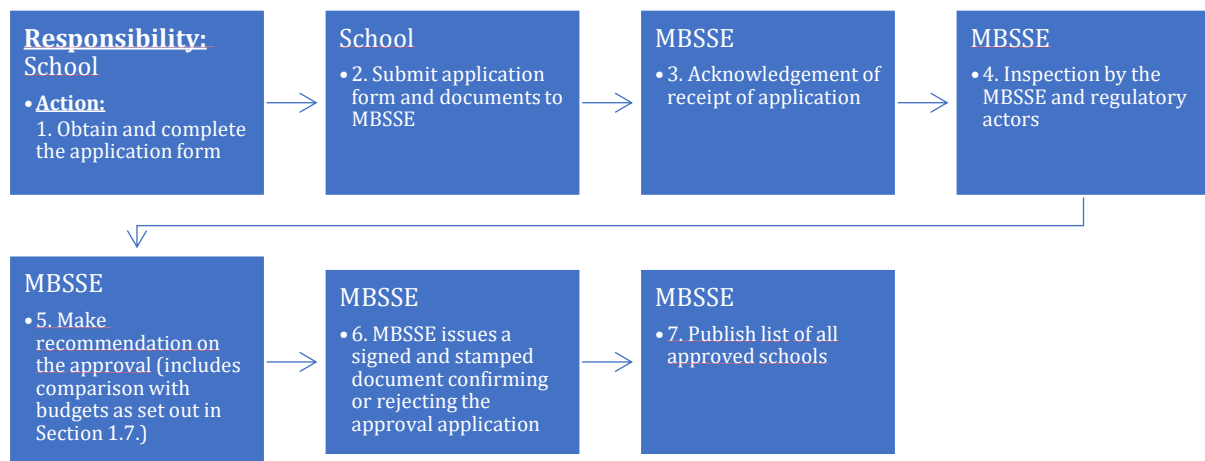 Responsibility:
School
• Action:
1. Obtain and complete
the application form
School
• 2. Submit application
form and documents to
MBSSE
MBSSE
• 3. Acknowledgement of
receipt of application
MBSSE
• 4. Inspection by the
MBSSE and regulatory
actors
MBSSE
• 5. Make
recommendation on
the approval (includes
comparison with
budgets as set out in
Section 1.7.)
MBSSE
• 6. MBSSE issues a
signed and stamped
document confirming
or rejecting the
approval application
MBSSE
• 7. Publish list of all
approved schools